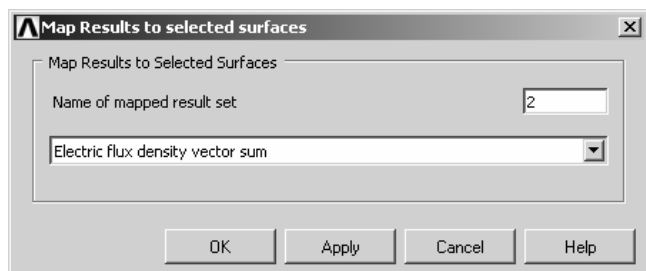 Map Results to selected surfaces
Map Results to Selected Surfaces
Name of mapped result set 2
Electric flux density vector sum
OK Apply Cancel Help